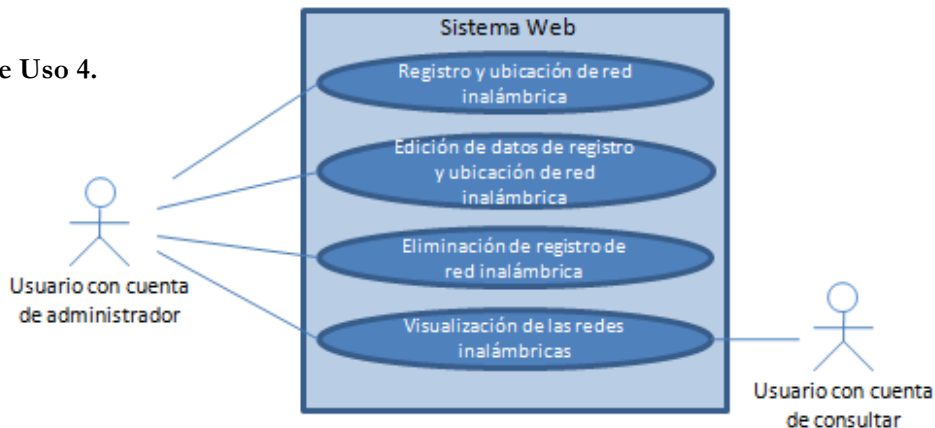 e Uso 4.
Sistema Web
Registro y ubicación de red
inalámbrica
Edición de datos de registro
y ubicación de red
inalámbrica
Eliminación de registro de
red inalámbrica
Visualización de las redes
inalámbricas
Usuario con cuenta
de administrador
Usuario con cuenta
de consultar